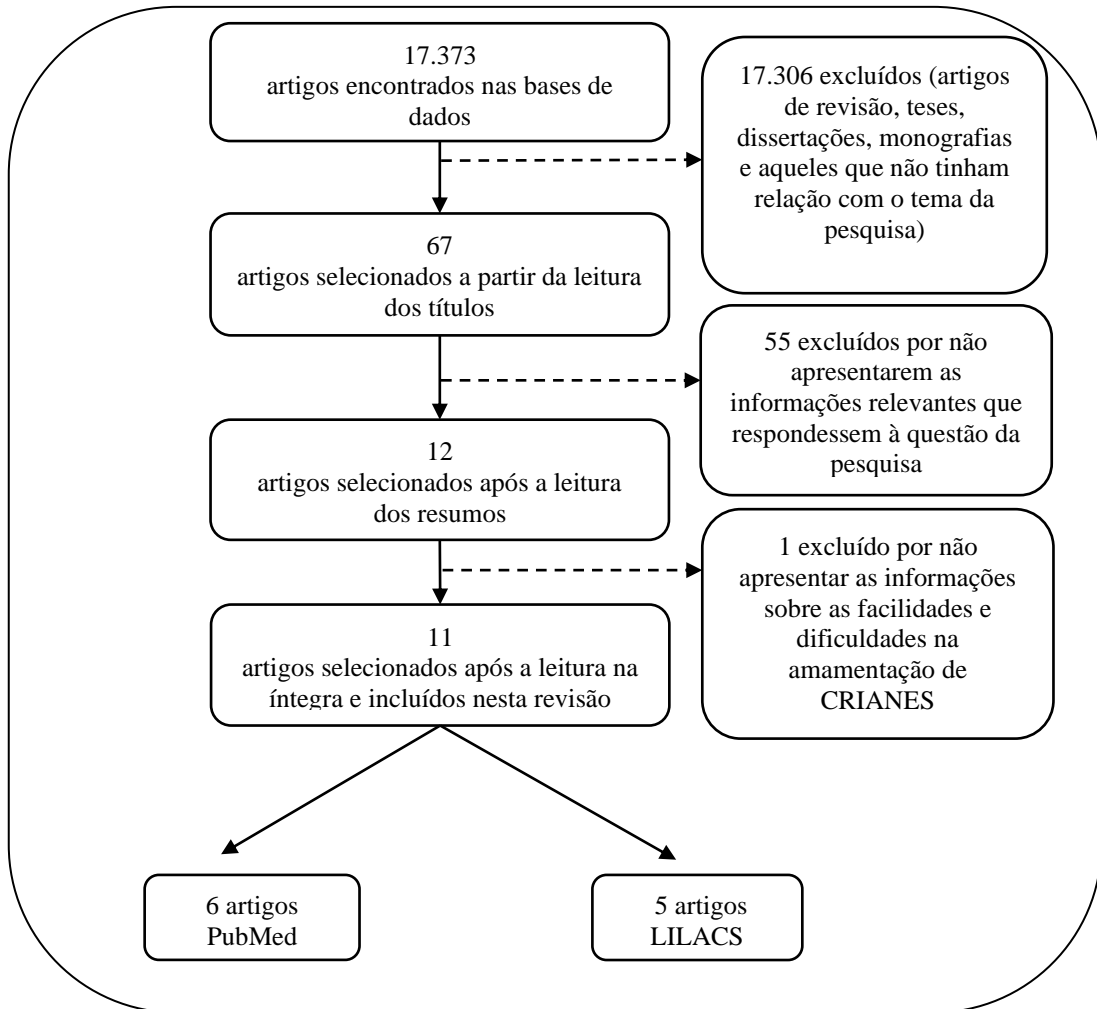 17.373
artigos encontrados nas bases de
dados
17.306 excluídos (artigos
de revisão, teses,
dissertações, monografias
e aqueles que não tinham
relação com o tema da
pesquisa)
67
artigos selecionados a partir da leitura
dos títulos
55 excluídos por não
apresentarem as
informações relevantes que
respondessem à questão da
pesquisa
12
artigos selecionados após a leitura
dos resumos
1 excluído por não
apresentar as informações
sobre as facilidades e
dificuldades na
amamentação de
CRIANES
11
artigos selecionados após a leitura na
íntegra e incluídos nesta revisão
6 artigos
PubMed
5 artigos
LILACS